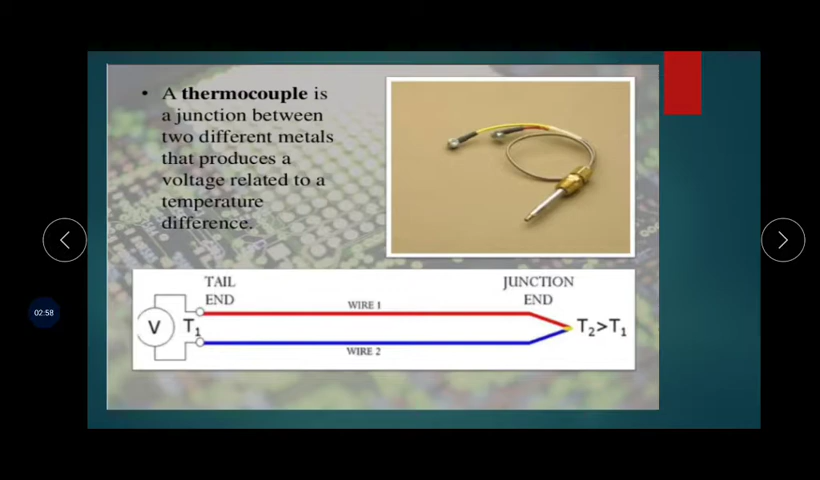 • A thermocouple is
a junction between
two different metals
that produces a
voltage related to a
temperature
difference.
TAIL
END
JUNCTION
END
WIRE 1
V
T₁
T₂>T₁
WIRE 2
02:58